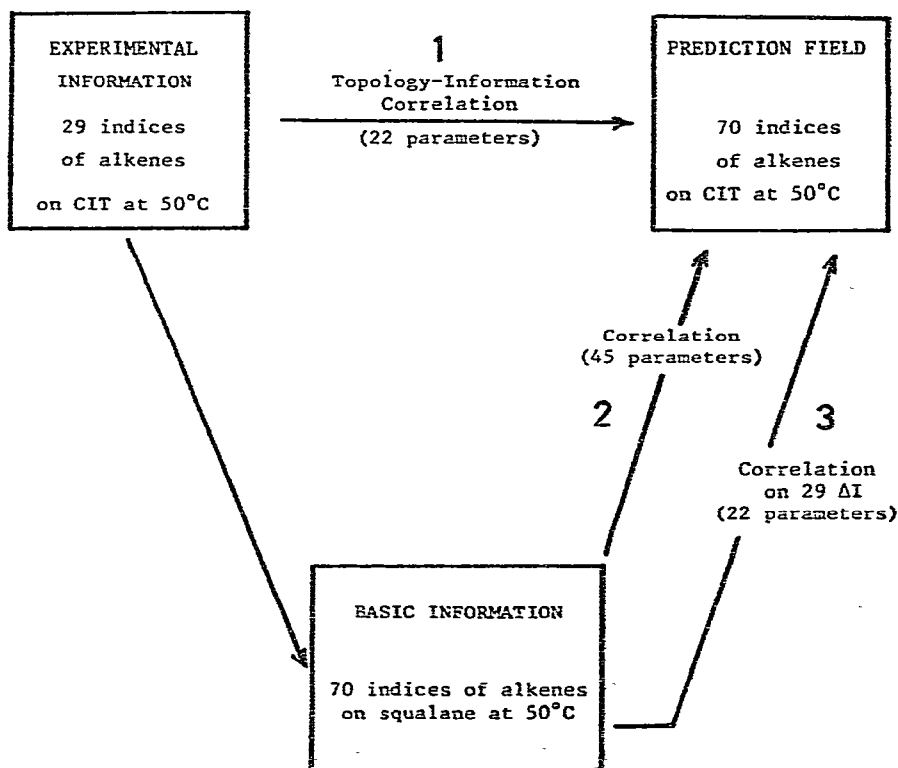 EXPERIMENTAL
INFORMATION
29 indices
of alkenes
on CIT at 50°C
1
Topology-Information
Correlation
(22 parameters)
PREDICTION FIELD
70 indices
of alkenes
on CIT at 50°C
Correlation
(45 parameters)
2
3
Correlation
on 29 ΔI
(22 parameters)
BASIC INFORMATION
70 indices of alkenes
on squalane at 50°C